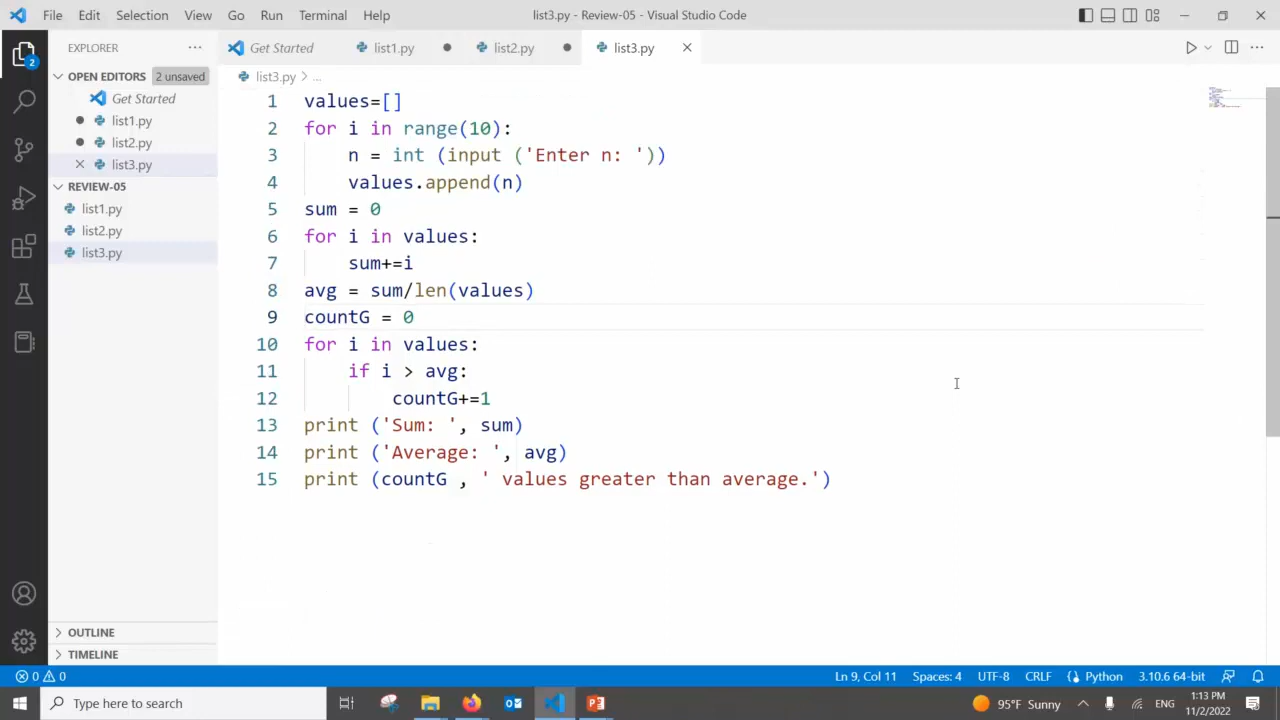 File Edit Selection View Go Run Terminal Help list3.py - Review-05 - Visual Studio Code
EXPLORER
Get Started list1.py list2.py list3.py
OPEN EDITORS 2 unsaved
list3.py > ...
Get Started
list1.py
list2.py
list3.py
REVIEW-05
list1.py
list2.py
list3.py
1 values=[]
2 for i in range(10):
3 n = int (input ('Enter n: '))
4 values.append(n)
5 sum = 0
6 for i in values:
7 sum+=i
8 avg = sum/len(values)
9 countG = 0
10 for i in values:
11 if i > avg:
12 countG+=1
13 print ('Sum: ', sum)
14 print ('Average: ', avg)
15 print (countG , ' values greater than average.')
OUTLINE
TIMELINE
2
0 0 Ln 9, Col 11 Spaces: 4 UTF-8 CRLF Python 3.10.6 64-bit
Type here to search 95°F Sunny ENG 1:13 PM
11/2/2022